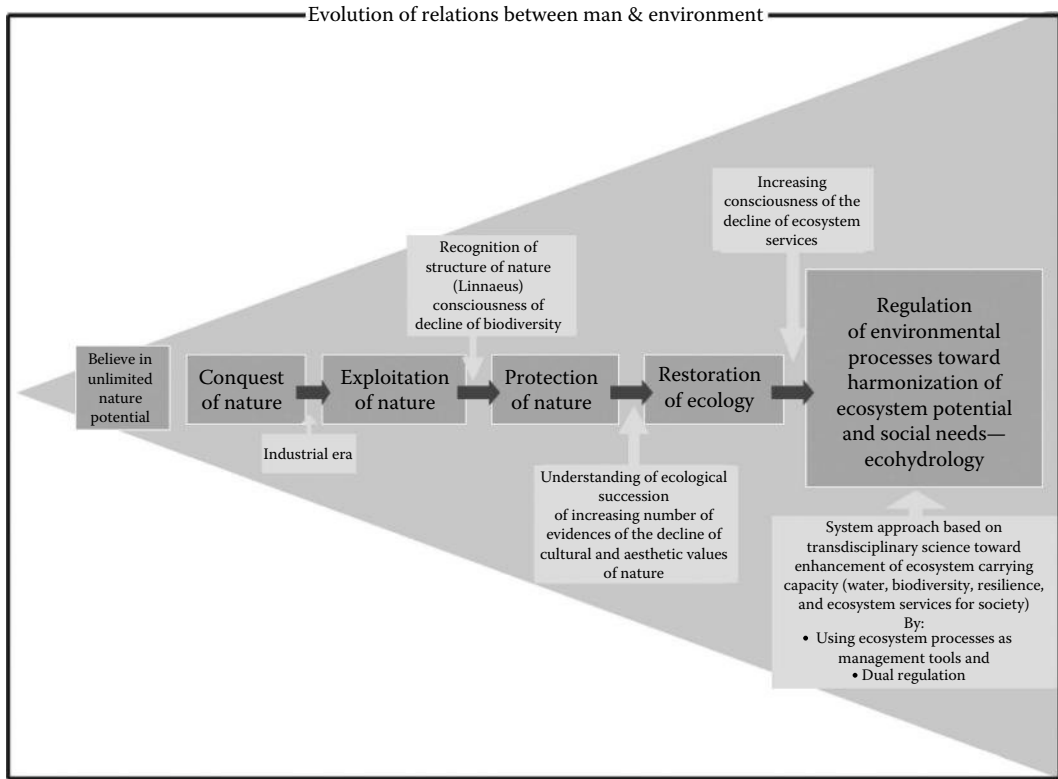 Evolution of relations between man & environment
Increasing
consciousness of the
decline of ecosystem
services
Recognition of
structure of nature
(Linnaeus)
consciousness of
decline of biodiversity
Believe in
unlimited
nature
potential
Conquest
of nature
Exploitation
of nature
Protection
of nature
Restoration
of ecology
Regulation
of environmental
processes toward
harmonization of
ecosystem potential
and social needs—
ecohydrology
Industrial era
Understanding of ecological
succession
of increasing number of
evidences of the decline of
cultural and aesthetic values
of nature
System approach based on
transdisciplinary science toward
enhancement of ecosystem carrying
capacity (water, biodiversity, resilience,
and ecosystem services for society)
By:
• Using ecosystem processes as
management tools and
• Dual regulation